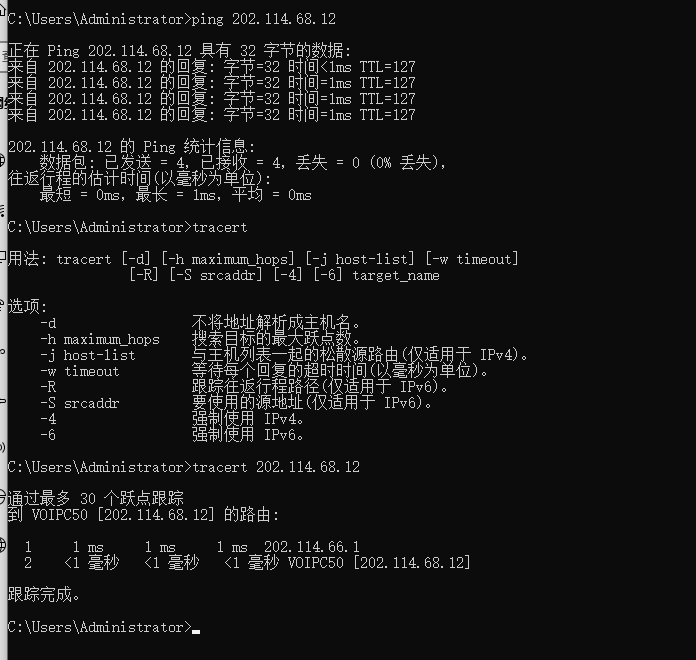 C:\Users\Administrator>ping 202.114.68.12
正在 Ping 202.114.68.12 具有 32 字节的数据:
来自 202.114.68.12 的回复: 字节=32 时间<1ms TTL=127
来自 202.114.68.12 的回复: 字节=32 时间=1ms TTL=127
来自 202.114.68.12 的回复: 字节=32 时间=1ms TTL=127
来自 202.114.68.12 的回复: 字节=32 时间=1ms TTL=127
202.114.68.12 的 Ping 统计信息:
数据包: 已发送 = 4, 已接收 = 4, 丢失 = 0 (0% 丢失),
往返行程的估计时间(以毫秒为单位):
最短 = 0ms, 最长 = 1ms, 平均 = 0ms
C:\Users\Administrator>tracert
用法: tracert [-d] [-h maximum_hops] [-j host-list] [-w timeout]
[-R] [-S srcaddr] [-4] [-6] target_name
选项:
-d 不将地址解析成主机名。
-h maximum_hops 搜索目标的最大跃点数。
-j host-list 与主机列表一起的松散源路由(仅适用于 IPv4)。
-w timeout 等待每个回复的超时时间(以毫秒为单位)。
-R 跟踪往返行程路径(仅适用于 IPv6)。
-S srcaddr 要使用的源地址(仅适用于 IPv6)。
-4 强制使用 IPv4。
-6 强制使用 IPv6。
C:\Users\Administrator>tracert 202.114.68.12
通过最多 30 个跃点跟踪
到 VOIPC50 [202.114.68.12] 的路由:
1 1 ms 1 ms 1 ms 202.114.66.1
2 <1 毫秒 <1 毫秒 <1 毫秒 VOIPC50 [202.114.68.12]
跟踪完成。
C:\Users\Administrator>